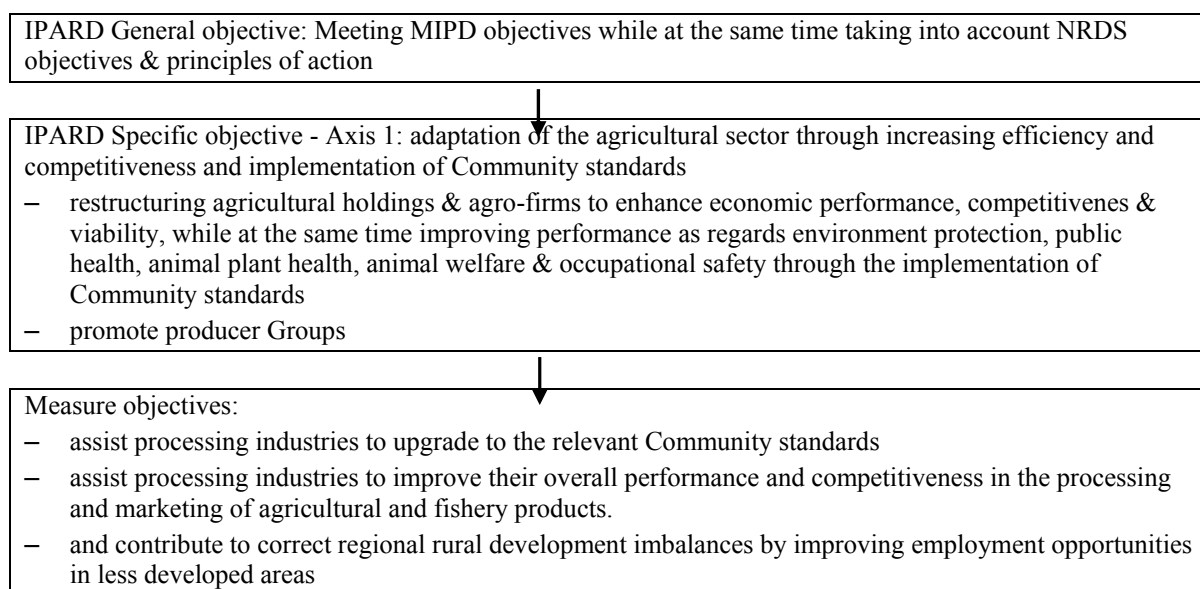 IPARD General objective: Meeting MIPD objectives while at the same time taking into account NRDS
objectives & principles of action
IPARD Specific objective - Axis 1: adaptation of the agricultural sector through increasing efficiency and
competitiveness and implementation of Community standards
– restructuring agricultural holdings & agro-firms to enhance economic performance, competitivenes &
viability, while at the same time improving performance as regards environment protection, public
health, animal plant health, animal welfare & occupational safety through the implementation of
Community standards
– promote producer Groups
Measure objectives:
– assist processing industries to upgrade to the relevant Community standards
– assist processing industries to improve their overall performance and competitiveness in the processing
and marketing of agricultural and fishery products.
– and contribute to correct regional rural development imbalances by improving employment opportunities
in less developed areas